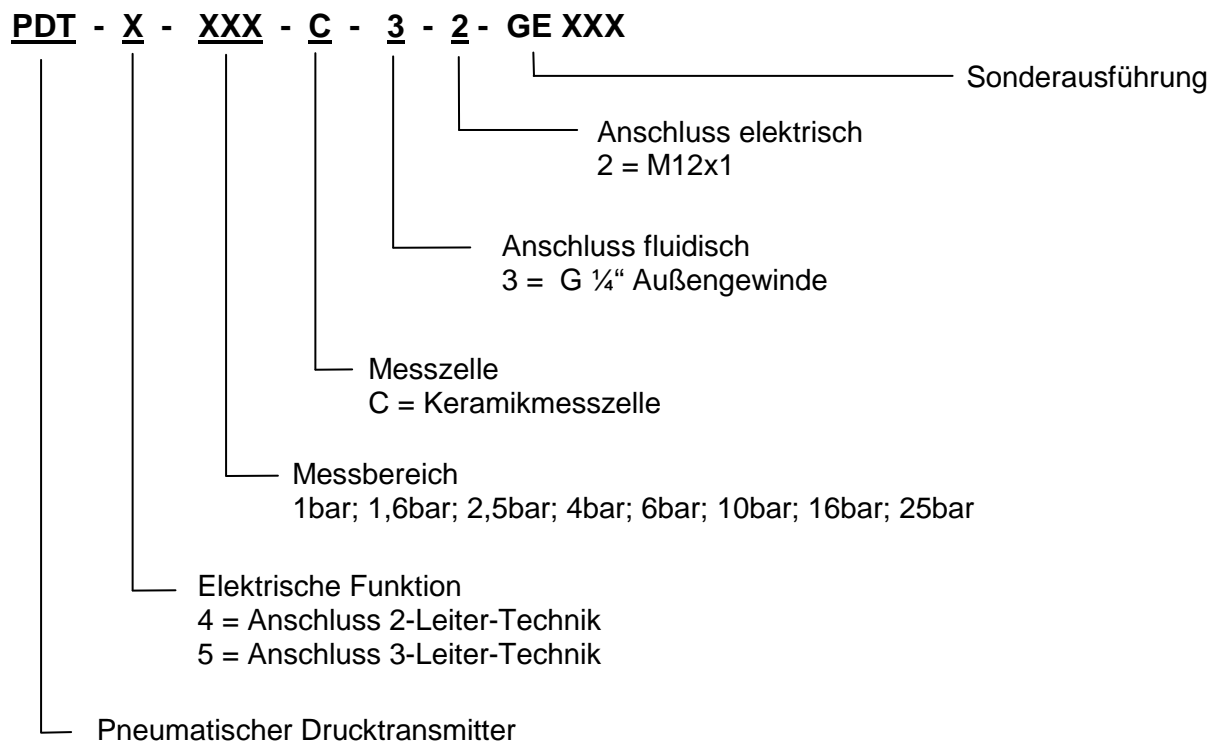 PDT - X - XXX - C - 3 - 2 - GE XXX
Sonderausführung
Anschluss elektrisch
2 = M12x1
Anschluss fluidisch
3 = G ¼“ Außengewinde
Messzelle
C = Keramikmesszelle
Messbereich
1bar; 1,6bar; 2,5bar; 4bar; 6bar; 10bar; 16bar; 25bar
Elektrische Funktion
4 = Anschluss 2-Leiter-Technik
5 = Anschluss 3-Leiter-Technik
Pneumatischer Drucktransmitter